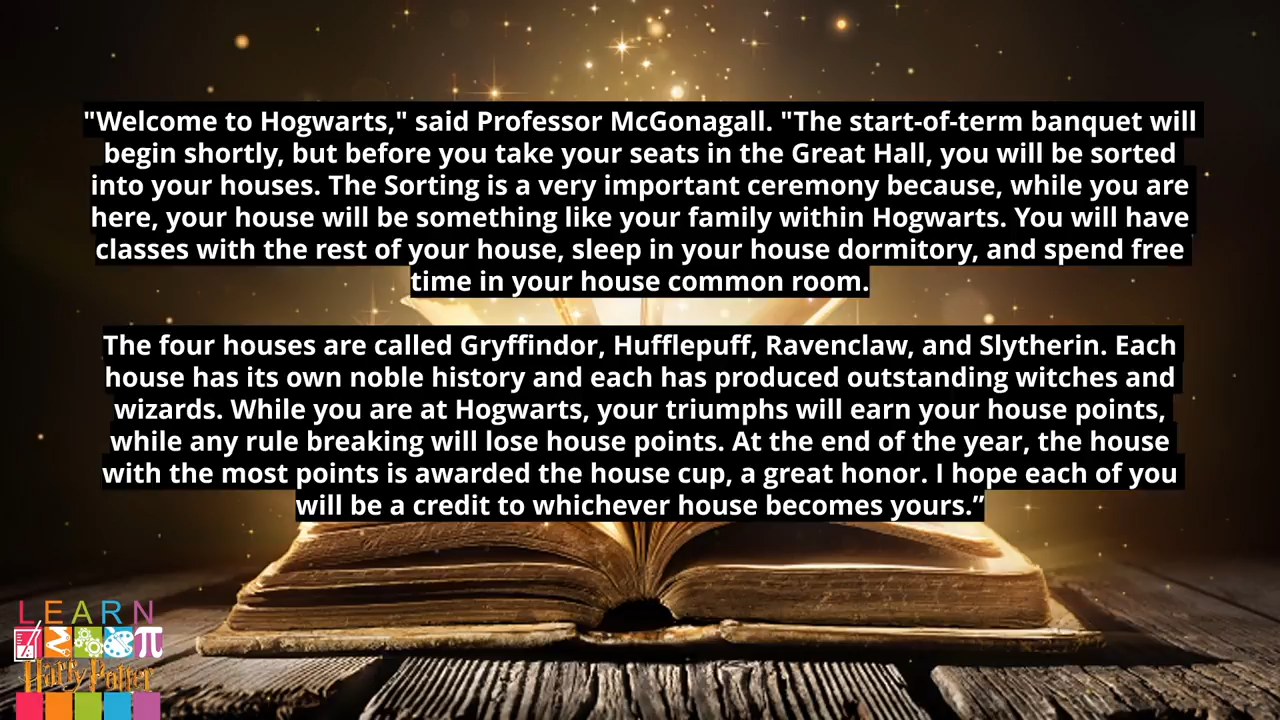 "Welcome to Hogwarts," said Professor McGonagall. "The start-of-term banquet will
begin shortly, but before you take your seats in the Great Hall, you will be sorted
into your houses. The Sorting is a very important ceremony because, while you are
here, your house will be something like your family within Hogwarts. You will have
classes with the rest of your house, sleep in your house dormitory, and spend free
time in your house common room.
The four houses are called Gryffindor, Hufflepuff, Ravenclaw, and Slytherin. Each
house has its own noble history and each has produced outstanding witches and
wizards. While you are at Hogwarts, your triumphs will earn your house points,
while any rule breaking will lose house points. At the end of the year, the house
with the most points is awarded the house cup, a great honor. I hope each of you
will be a credit to whichever house becomes yours.”
LEARN
π
Harry Potter